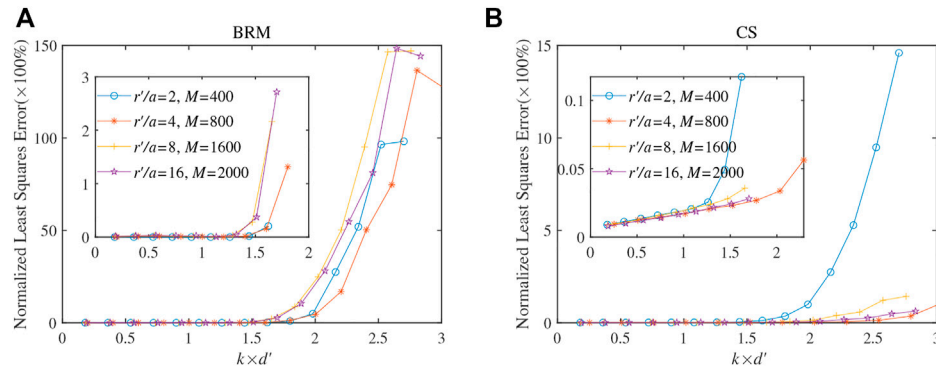 A
BRM
Normalized Least Squares Error(×100%)
150
100
50
0
3
2
1
0
r'/a=2, M=400
r'/a=4, M=800
r'/a=8, M=1600
r'/a=16, M=2000
0 0.5 1 1.5 2
0 0.5 1 1.5 2 2.5 3
k×d'
B
CS
Normalized Least Squares Error(×100%)
15
10
5
0
0.1
0.05
0
r'/a=2, M=400
r'/a=4, M=800
r'/a=8, M=1600
r'/a=16, M=2000
0 0.5 1 1.5 2
0 0.5 1 1.5 2 2.5 3
k×d'